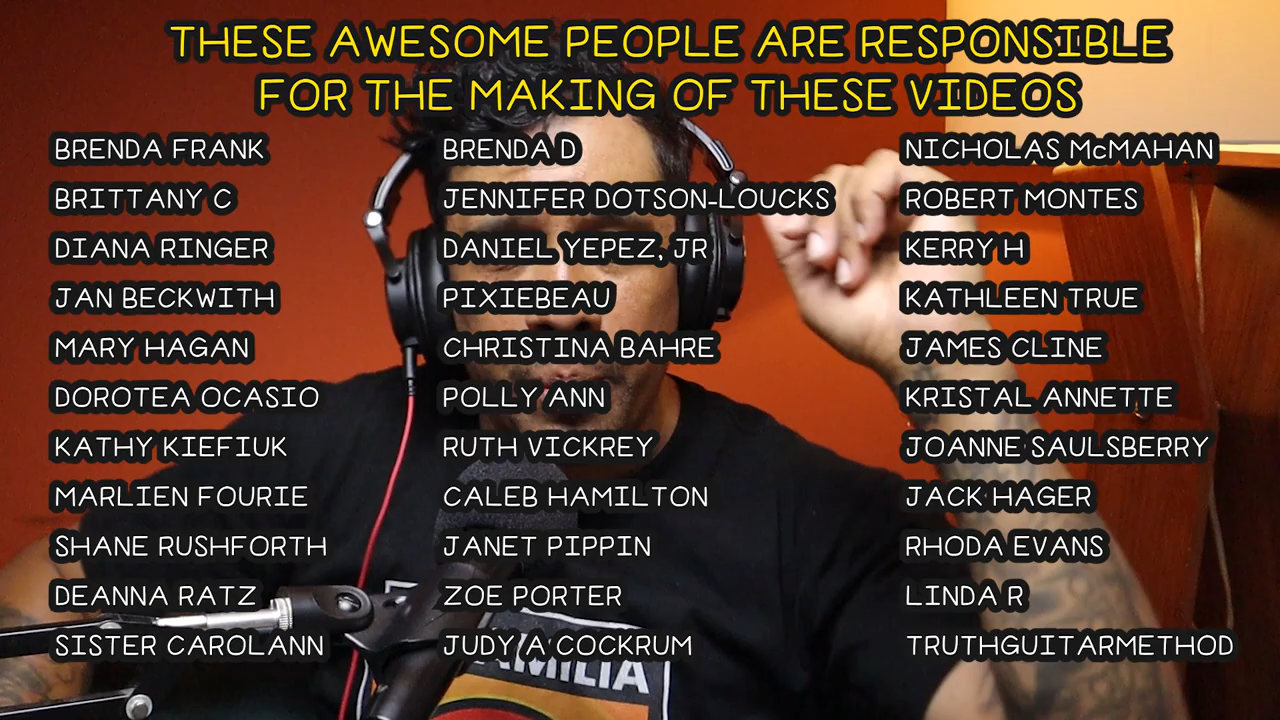 THESE AWESOME PEOPLE ARE RESPONSIBLE
FOR THE MAKING OF THESE VIDEOS
BRENDA FRANK
BRITTANY C
DIANA RINGER
JAN BECKWITH
MARY HAGAN
DOROTEA OCASIO
KATHY KIEFIUK
MARLIEN FOURIE
SHANE RUSHFORTH
DEANNA RATZ
SISTER CAROLANN
BRENDA D
JENNIFER DOTSON-LOUCKS
DANIEL YEPEZ, JR
PIXIEBEAU
CHRISTINA BAHRE
POLLY ANN
RUTH VICKREY
CALEB HAMILTON
JANET PIPPIN
ZOE PORTER
JUDY A COCKRUM
NICHOLAS McMAHAN
ROBERT MONTES
KERRY H
KATHLEEN TRUE
JAMES CLINE
KRISTAL ANNETTE
JOANNE SAULSBERRY
JACK HAGER
RHODA EVANS
LINDA R
TRUTHGUITARMETHOD